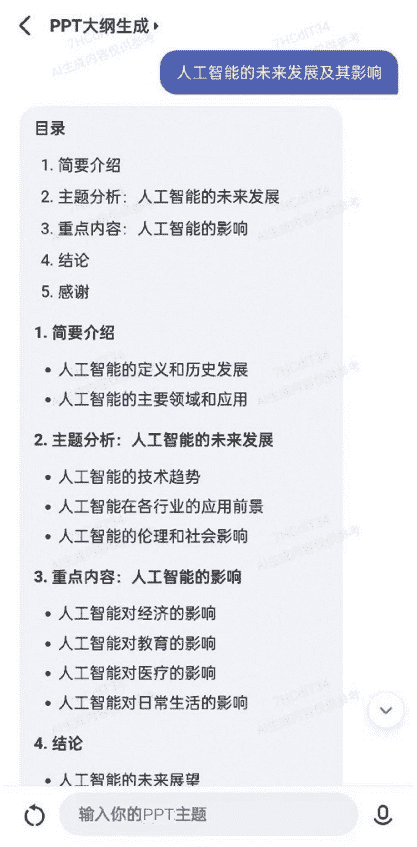 PPT大纲生成
人工智能的未来发展及其影响
目录
1. 简要介绍
2. 主题分析：人工智能的未来发展
3. 重点内容：人工智能的影响
4. 结论
5. 感谢
1. 简要介绍
• 人工智能的定义和历史发展
• 人工智能的主要领域和应用
2. 主题分析：人工智能的未来发展
• 人工智能的技术趋势
• 人工智能在各行业的应用前景
• 人工智能的伦理和社会影响
3. 重点内容：人工智能的影响
• 人工智能对经济的影响
• 人工智能对教育的影响
• 人工智能对医疗的影响
• 人工智能对日常生活的影响
4. 结论
• 人工智能的未来展望
输入你的PPT主题